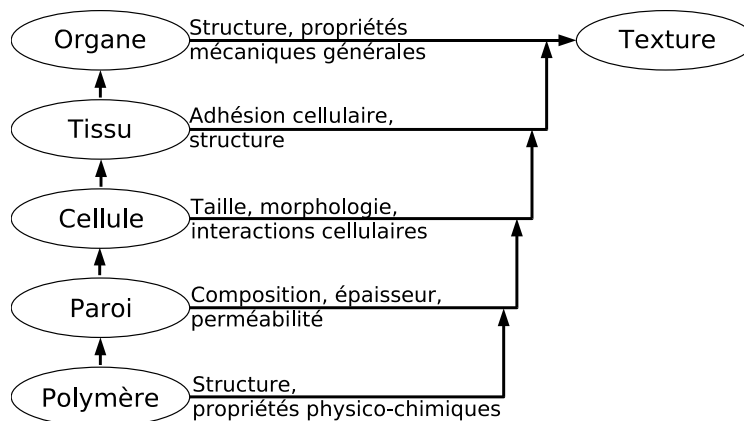 Organe
Structure, propriétés
mécaniques générales
Texture
Tissu
Adhésion cellulaire,
structure
Cellule
Taille, morphologie,
interactions cellulaires
Paroi
Composition, épaisseur,
perméabilité
Polymère
Structure,
propriétés physico-chimiques